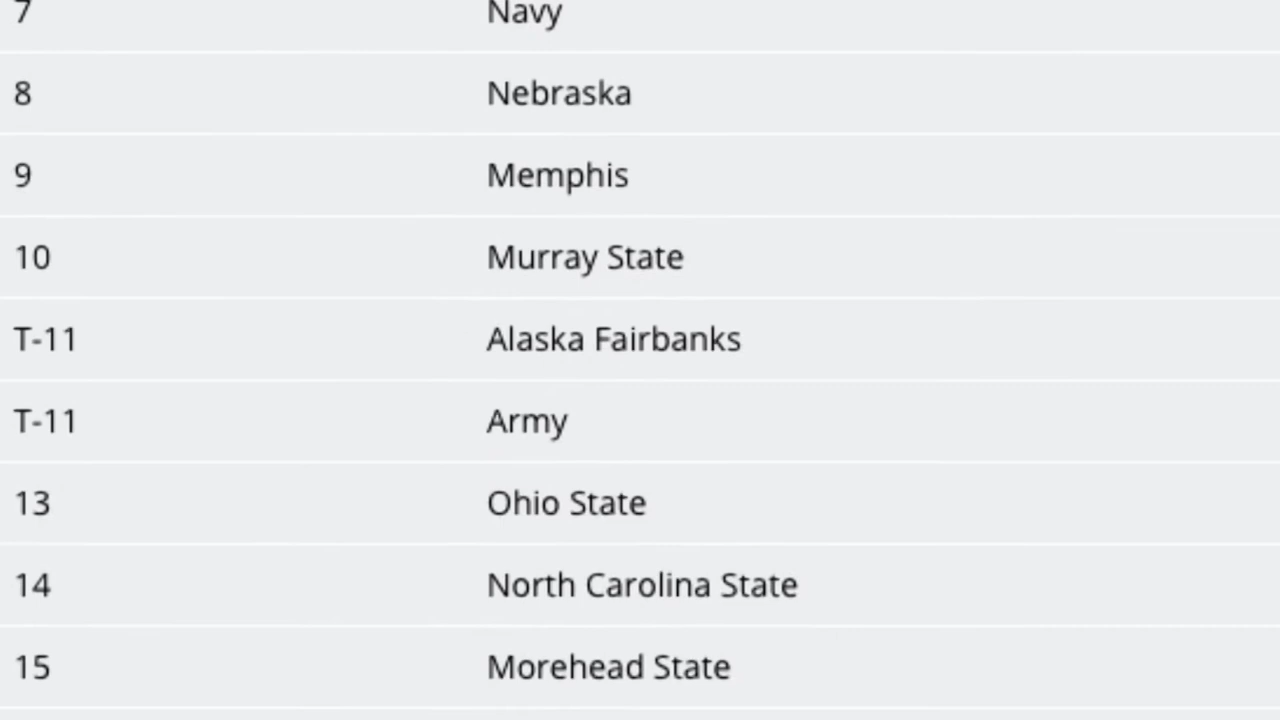 7 Navy
8 Nebraska
9 Memphis
10 Murray State
T-11 Alaska Fairbanks
T-11 Army
13 Ohio State
14 North Carolina State
15 Morehead State